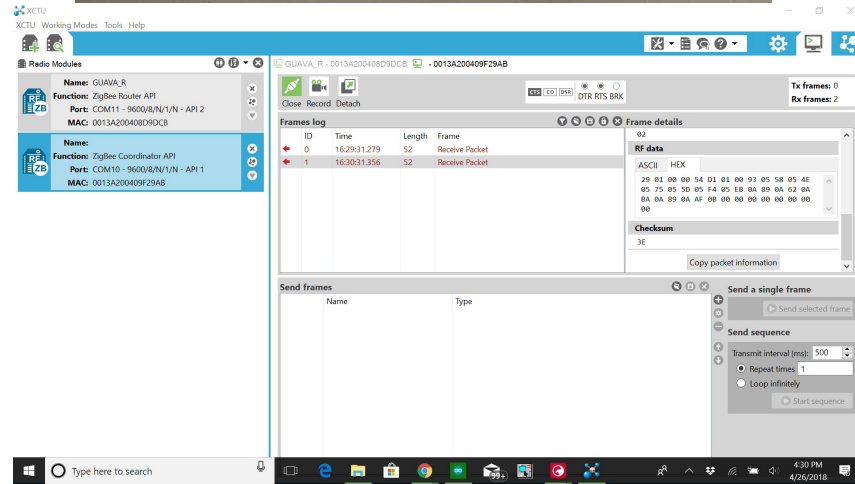 XCTU
XCTU Working Modes Tools Help
Radio Modules
Name: GUAVA_R
Function: ZigBee Router API
Port: COM11 - 9600/8/N/1/N - API 2
MAC: 0013A200408D9DCB
Name:
Function: ZigBee Coordinator API
Port: COM10 - 9600/8/N/1/N - API 1
MAC: 0013A200409F29AB
GUAVA_R - 0013A200408D9DCB - 0013A200409F29AB
Close Record Detach
CTS CD DSR DTR RTS BRK
Tx frames: 0
Rx frames: 2
Frames log
ID Time Length Frame
0 16:29:31.279 52 Receive Packet
1 16:30:31.356 52 Receive Packet
Frame details
02
RF data
ASCII HEX
29 01 00 00 54 D1 01 00 93 05 58 05 4E
05 75 05 5D 05 F4 05 EB 0A 89 0A 62 0A
BA 0A 89 0A AF 0B 00 00 00 00 00 00 00
00
Checksum
3E
Copy packet information
Send frames
Name Type
Send a single frame
Send selected frame
Send sequence
Transmit interval (ms): 500
Repeat times 1
Loop infinitely
Start sequence
Type here to search
99+
4:30 PM
4/26/2018